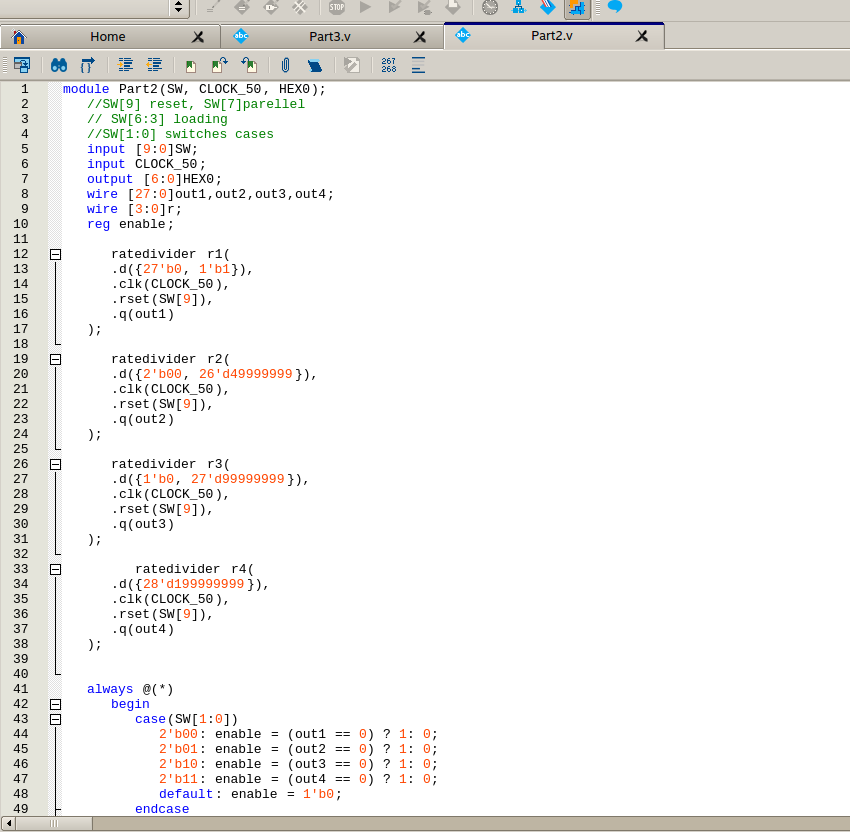 STOP
Home
Part3.v
Part2.v
abc
abc
267
268
1 module Part2(SW, CLOCK_50, HEX0);
2 //SW[9] reset, SW[7]parellel
3 // SW[6:3] loading
4 //SW[1:0] switches cases
5 input [9:0]SW;
6 input CLOCK_50;
7 output [6:0]HEX0;
8 wire [27:0]out1,out2,out3,out4;
9 wire [3:0]r;
10 reg enable;
11
12 ratedivider r1(
13 .d({27'b0, 1'b1}),
14 .clk(CLOCK_50),
15 .rset(SW[9]),
16 .q(out1)
17 );
18
19 ratedivider r2(
20 .d({2'b00, 26'd49999999}),
21 .clk(CLOCK_50),
22 .rset(SW[9]),
23 .q(out2)
24 );
25
26 ratedivider r3(
27 .d({1'b0, 27'd99999999}),
28 .clk(CLOCK_50),
29 .rset(SW[9]),
30 .q(out3)
31 );
32
33 ratedivider r4(
34 .d({28'd199999999}),
35 .clk(CLOCK_50),
36 .rset(SW[9]),
37 .q(out4)
38 );
39
40
41 always @(*)
42 begin
43 case(SW[1:0])
44 2'b00: enable = (out1 == 0) ? 1: 0;
45 2'b01: enable = (out2 == 0) ? 1: 0;
46 2'b10: enable = (out3 == 0) ? 1: 0;
47 2'b11: enable = (out4 == 0) ? 1: 0;
48 default: enable = 1'b0;
49 endcase